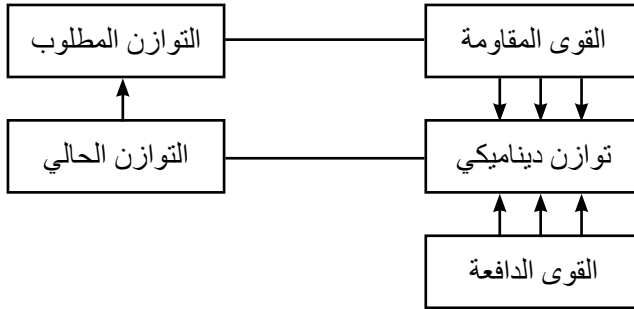 القوى المقاومة
التوازن المطلوب
توازن ديناميكي
التوازن الحالي
القوى الدافعة